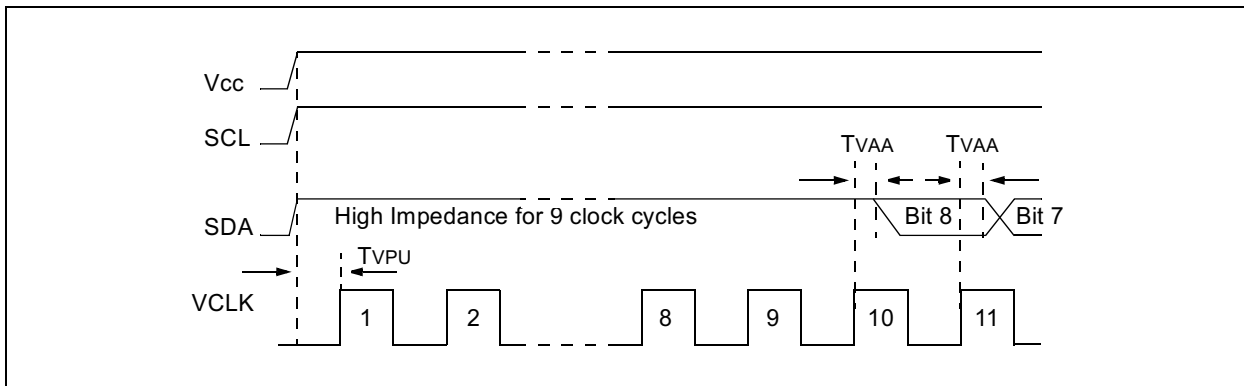 Vcc
SCL
TVAA TVAA
SDA
High Impedance for 9 clock cycles
Bit 8
Bit 7
TVPU
VCLK
1 2 8 9 10 11